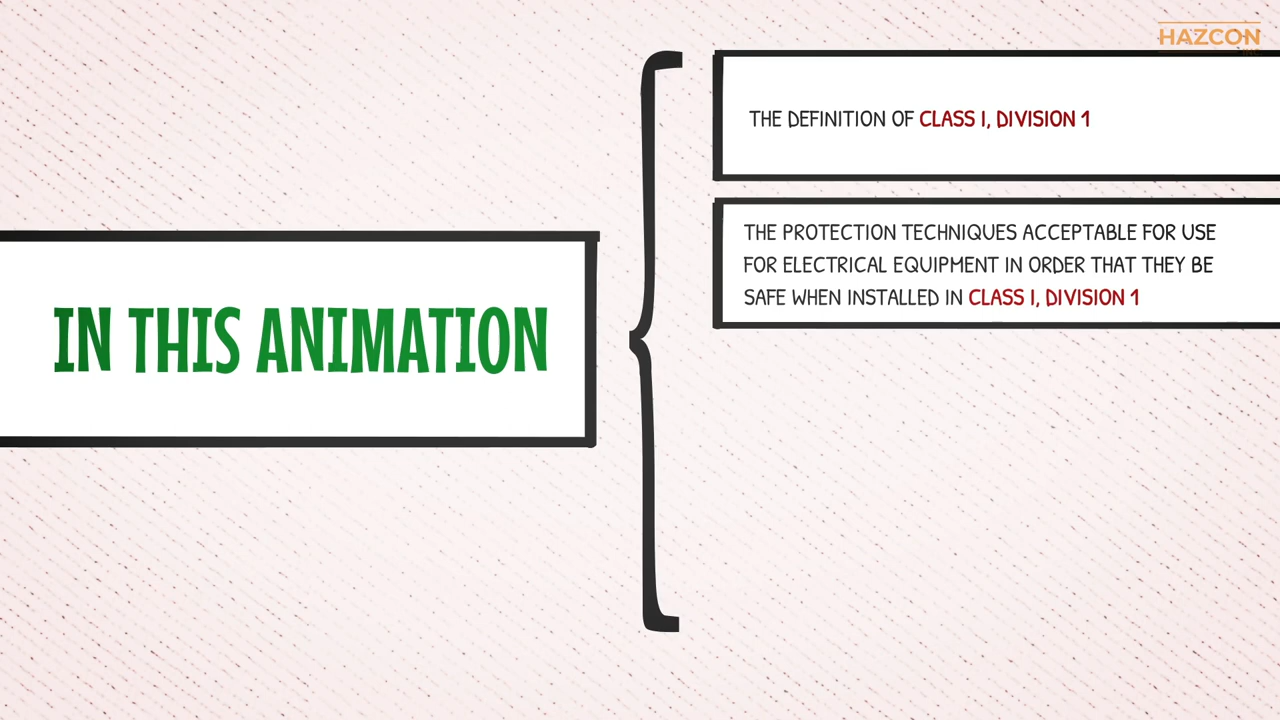 HAZCON
INC
THE DEFINITION OF CLASS I, DIVISION 1
IN THIS ANIMATION
THE PROTECTION TECHNIQUES ACCEPTABLE FOR USE
FOR ELECTRICAL EQUIPMENT IN ORDER THAT THEY BE
SAFE WHEN INSTALLED IN CLASS I, DIVISION 1